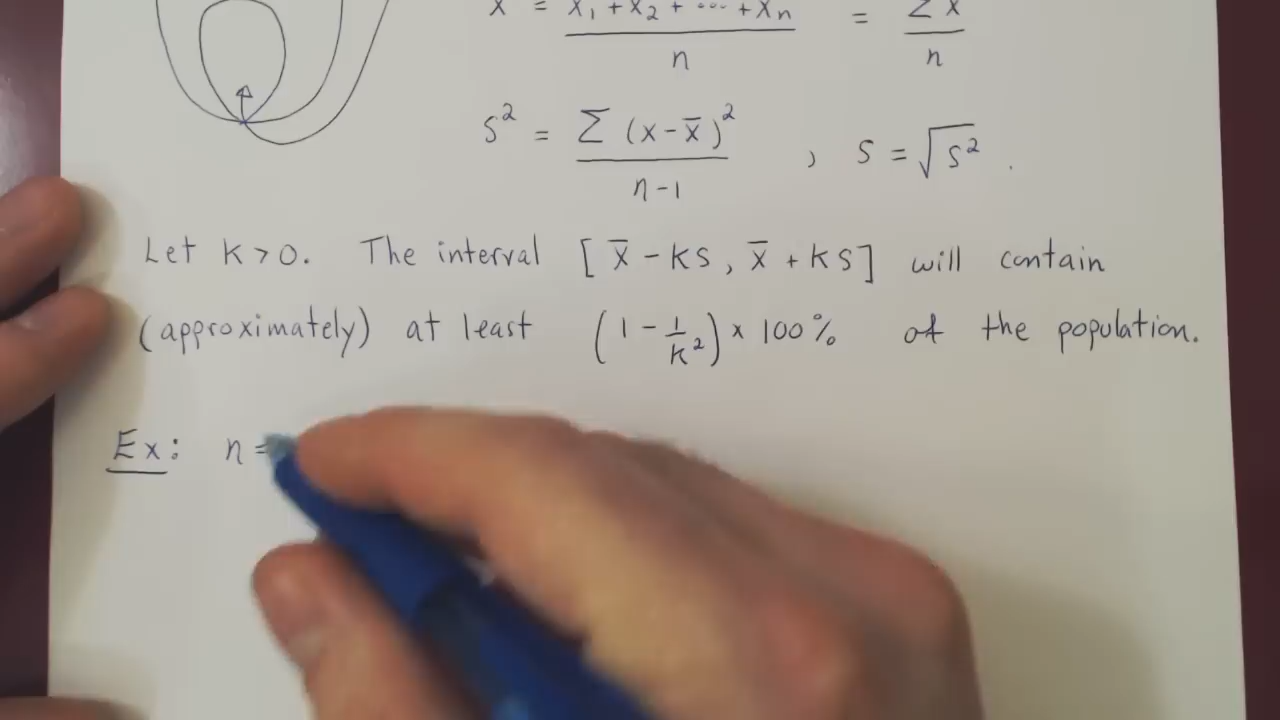 x̄ = x₁ + x₂ + ... + xₙ / n = Σx / n
s² = Σ(x - x̄)² / n - 1 , s = √s² .
Let k > 0. The interval [x̄ - ks, x̄ + ks] will contain
(approximately) at least (1 - 1/k²) × 100% of the population.
Ex: n =